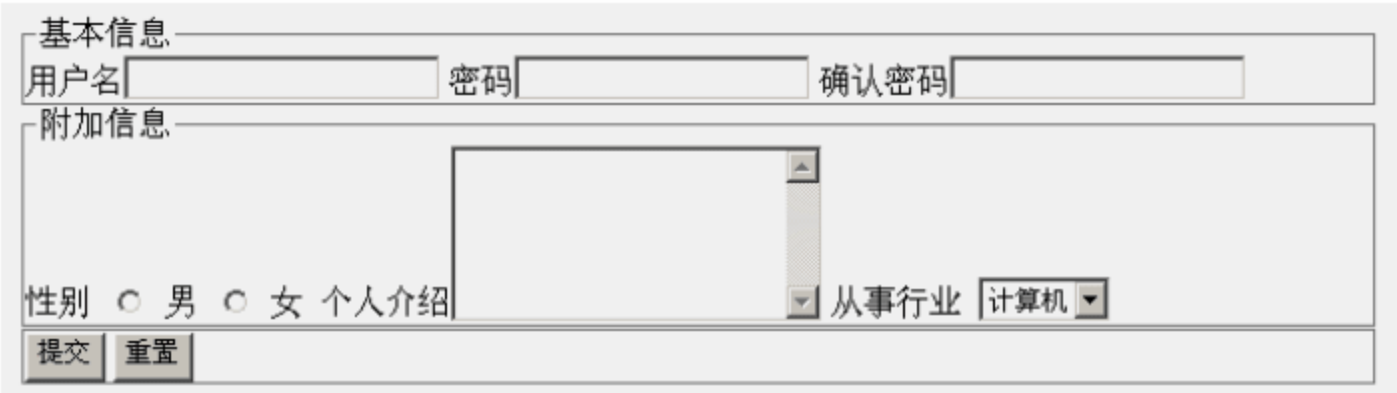 基本信息
用户名 密码 确认密码
附加信息
性别 男 女 个人介绍 从事行业 计算机
提交 重置